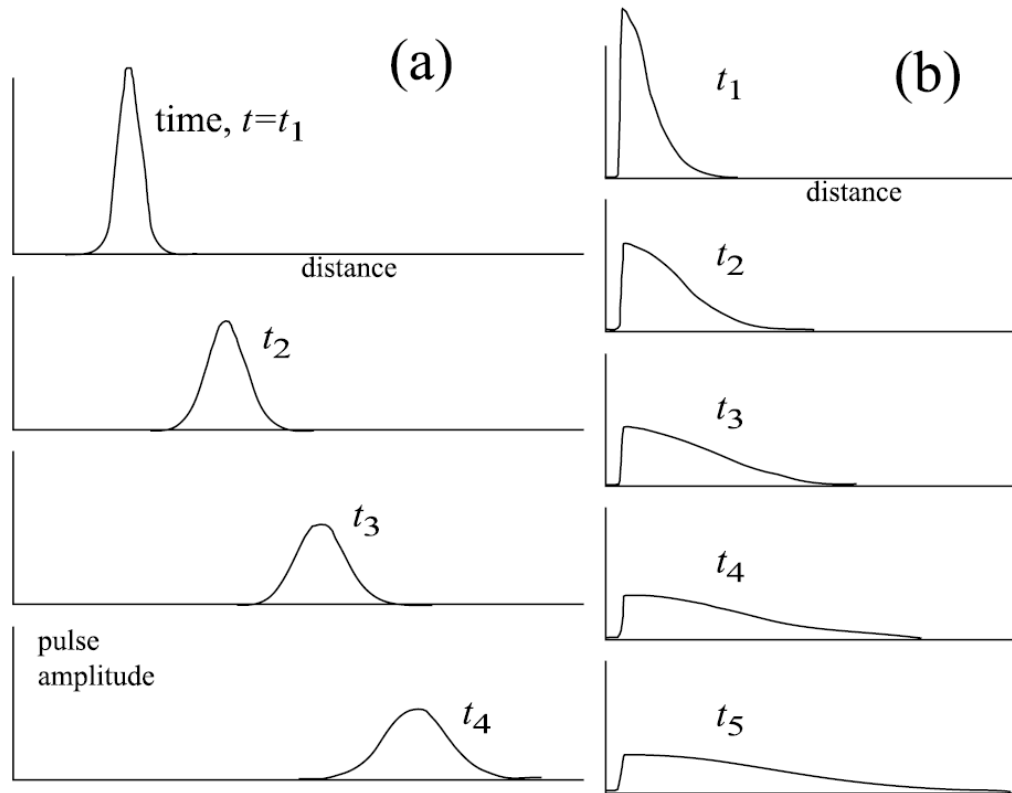 (a)
time, t=t1
distance
t2
t3
pulse
amplitude
t4
(b)
t1
distance
t2
t3
t4
t5